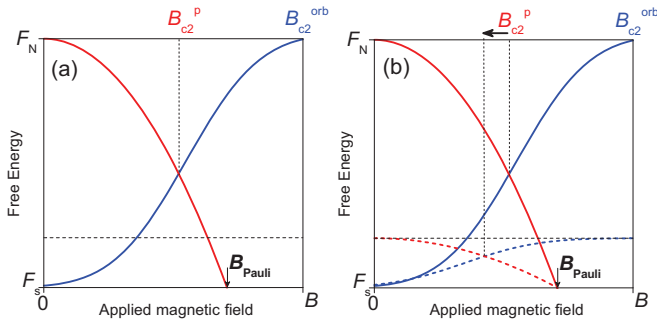 B_c2^p B_c2^orb
F_N
(a)
Free Energy
B_Pauli
F_s
0 Applied magnetic field B
B_c2^p B_c2^orb
F_N
(b)
Free Energy
B_Pauli
F_s
0 Applied magnetic field B